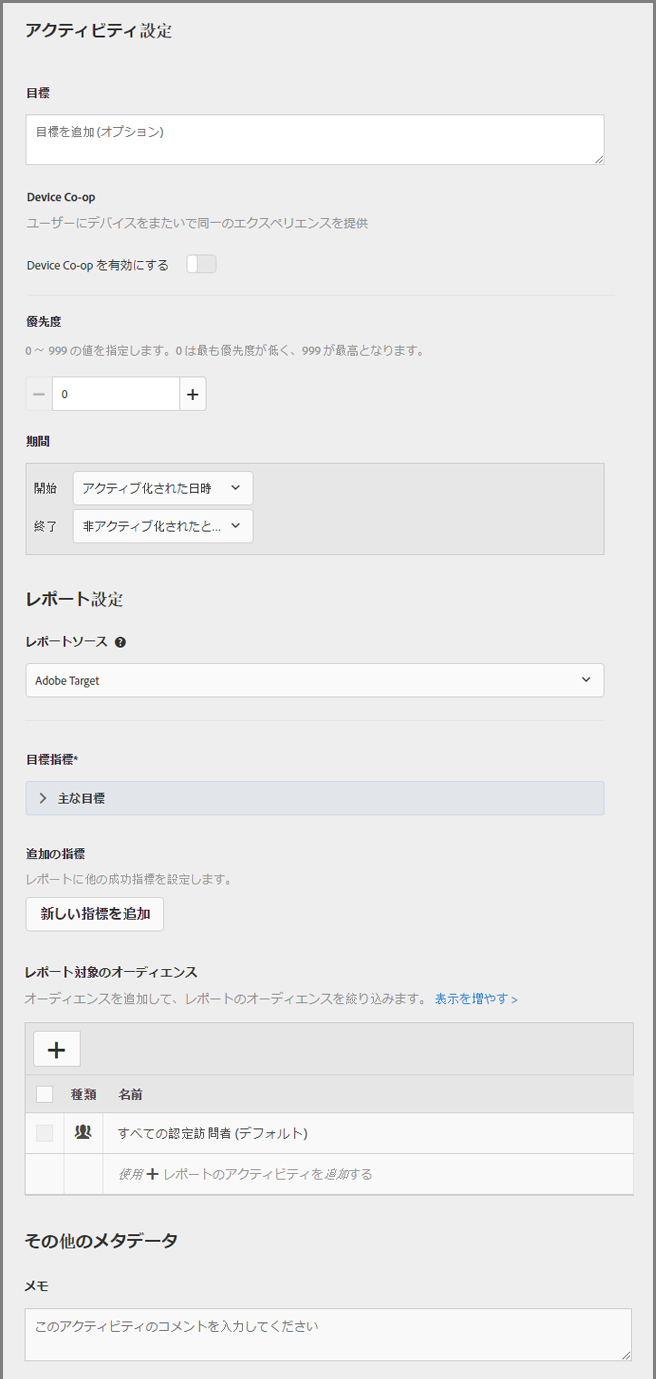 アクティビティ設定
目標
目標を追加 (オプション)
Device Co-op
ユーザーにデバイスをまたいで同一のエクスペリエンスを提供
Device Co-op を有効にする
優先度
0 ～ 999 の値を指定します。0 は最も優先度が低く、999 が最高となります。
0
期間
開始 アクティブ化された日時
終了 非アクティブ化されたと...
レポート設定
レポートソース
Adobe Target
目標指標*
主な目標
追加の指標
レポートに他の成功指標を設定します。
新しい指標を追加
レポート対象のオーディエンス
オーディエンスを追加して、レポートのオーディエンスを絞り込みます。 表示を増やす >
種類 名前
すべての認定訪問者 (デフォルト)
使用 + レポートのアクティビティを追加する
その他のメタデータ
メモ
このアクティビティのコメントを入力してください